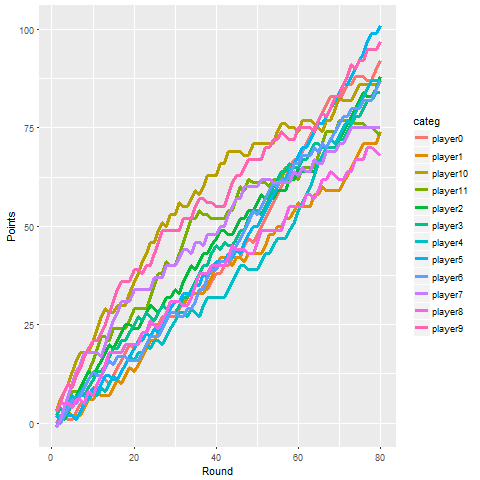 100
75
50
25
0
Points
0
20
40
60
80
Round
categ
player0
player1
player10
player11
player2
player3
player4
player5
player6
player7
player8
player9